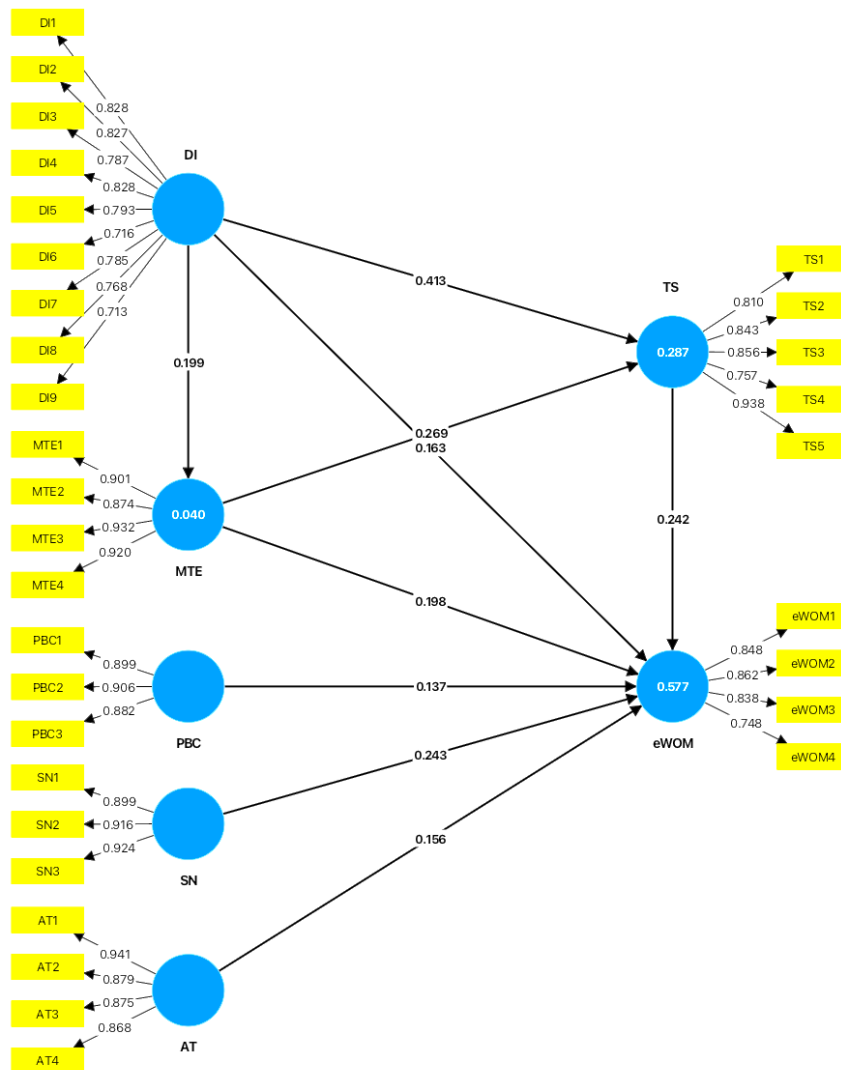 DI1
DI2
DI3
DI4
DI5
DI6
DI7
DI8
DI9
0.828
0.827
0.787
0.828
0.793
0.716
0.785
0.768
0.713
DI
0.413
0.199
0.269
0.163
TS
0.287
TS1
TS2
TS3
TS4
TS5
0.810
0.843
0.856
0.757
0.938
MTE1
MTE2
MTE3
MTE4
0.901
0.874
0.932
0.920
0.040
MTE
0.198
0.242
PBC1
PBC2
PBC3
0.899
0.906
0.882
PBC
0.137
0.577
eWOM
eWOM1
eWOM2
eWOM3
eWOM4
0.848
0.862
0.838
0.748
SN1
SN2
SN3
0.899
0.916
0.924
SN
0.243
0.156
AT1
AT2
AT3
AT4
0.941
0.879
0.875
0.868
AT